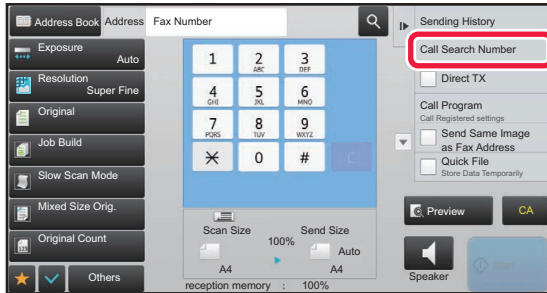 Address Book
Address
Fax Number
Sending History
Exposure
Auto
Call Search Number
Resolution
Super Fine
Direct TX
Original
Call Program
Call Registered settings
Job Build
Send Same Image
as Fax Address
Slow Scan Mode
Quick File
Store Data Temporarily
Mixed Size Orig.
Original Count
123
Others
1
2
ABC
3
DEF
4
GHI
5
JKL
6
MNO
7
PQRS
8
TUV
9
WXYZ
0
#
C
Scan Size
100%
Send Size
Auto
A4
A4
reception memory : 100%
Preview
CA
Speaker
Start